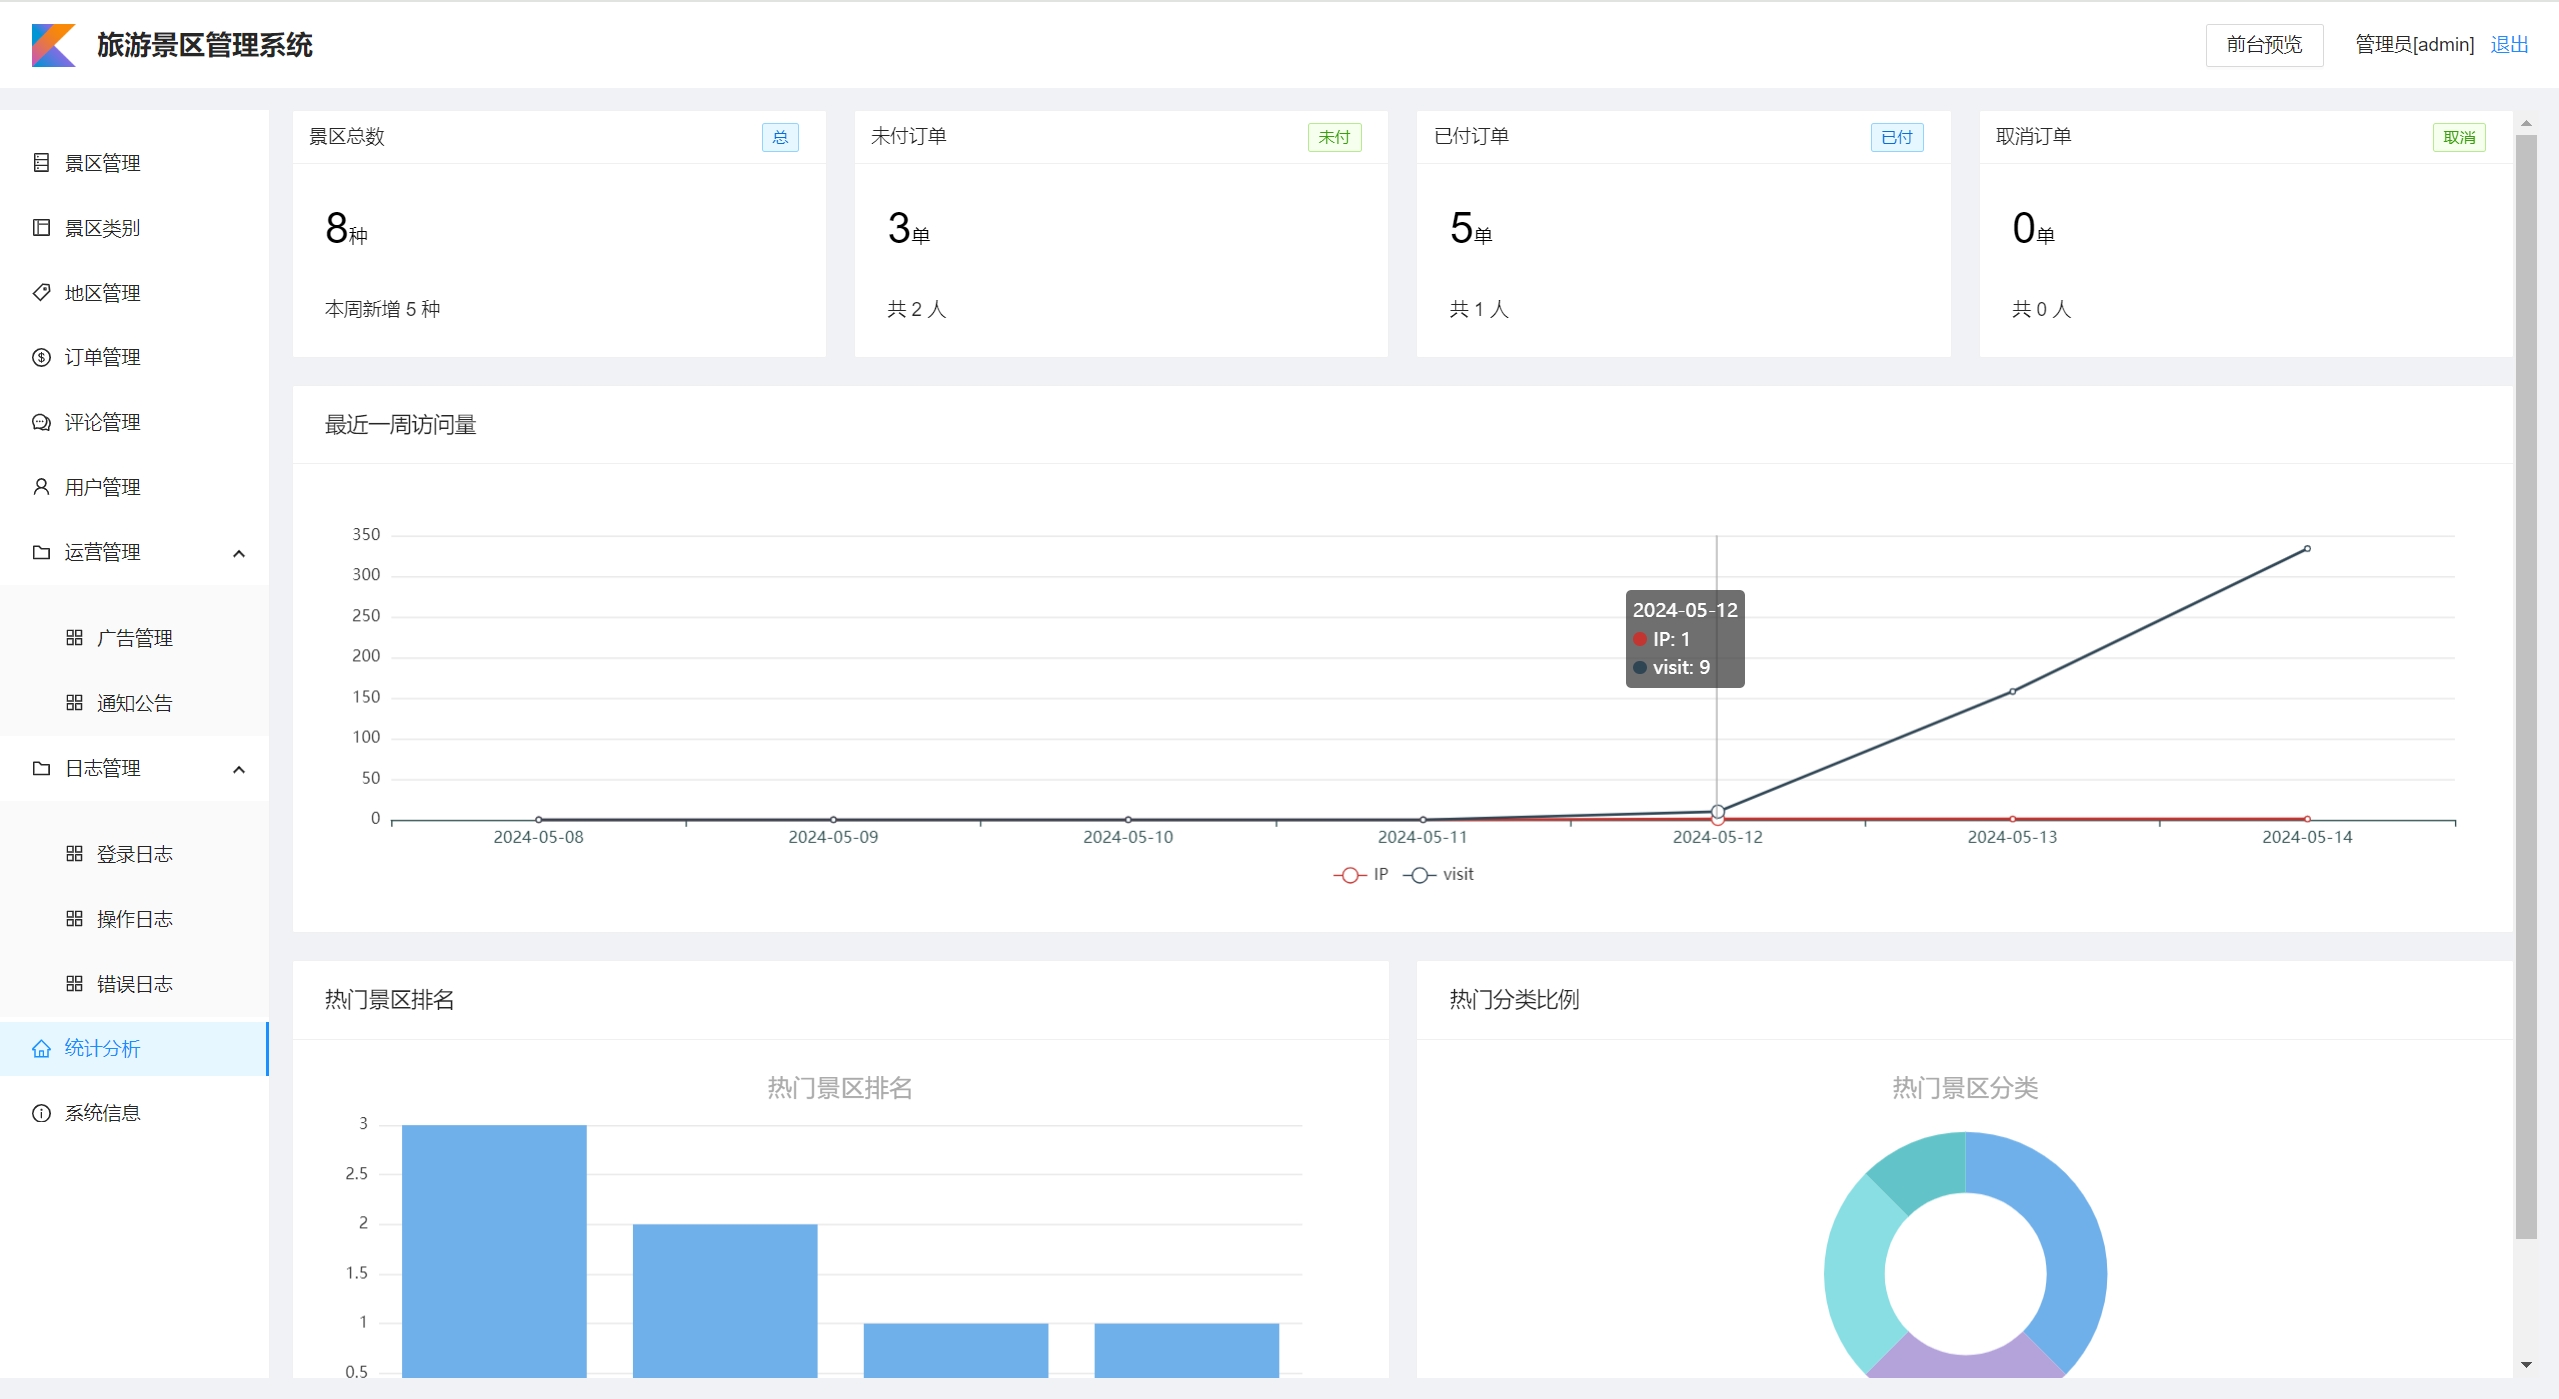 旅游景区管理系统
前台预览
管理员[admin] 退出
景区管理
景区类别
地区管理
订单管理
评论管理
用户管理
运营管理
广告管理
通知公告
日志管理
登录日志
操作日志
错误日志
统计分析
系统信息
景区总数 总
8种
本周新增 5 种
未付订单 未付
3单
共 2 人
已付订单 已付
5单
共 1 人
取消订单 取消
0单
共 0 人
最近一周访问量
350
300
250
200
150
100
50
0
2024-05-12
IP: 1
visit: 9
2024-05-08 2024-05-09 2024-05-10 2024-05-11 2024-05-12 2024-05-13 2024-05-14
IP visit
热门景区排名
热门景区排名
3
2.5
2
1.5
1
0.5
热门分类比例
热门景区分类